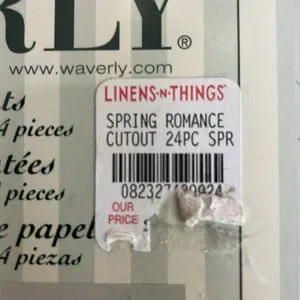 RLY®
www.waverly.com
ts
4 pieces
tées
pieces
e papel
4 piezas
LINENS·N·THINGS®
SPRING ROMANCE
CUTOUT 24PC SPR
OUR
PRICE